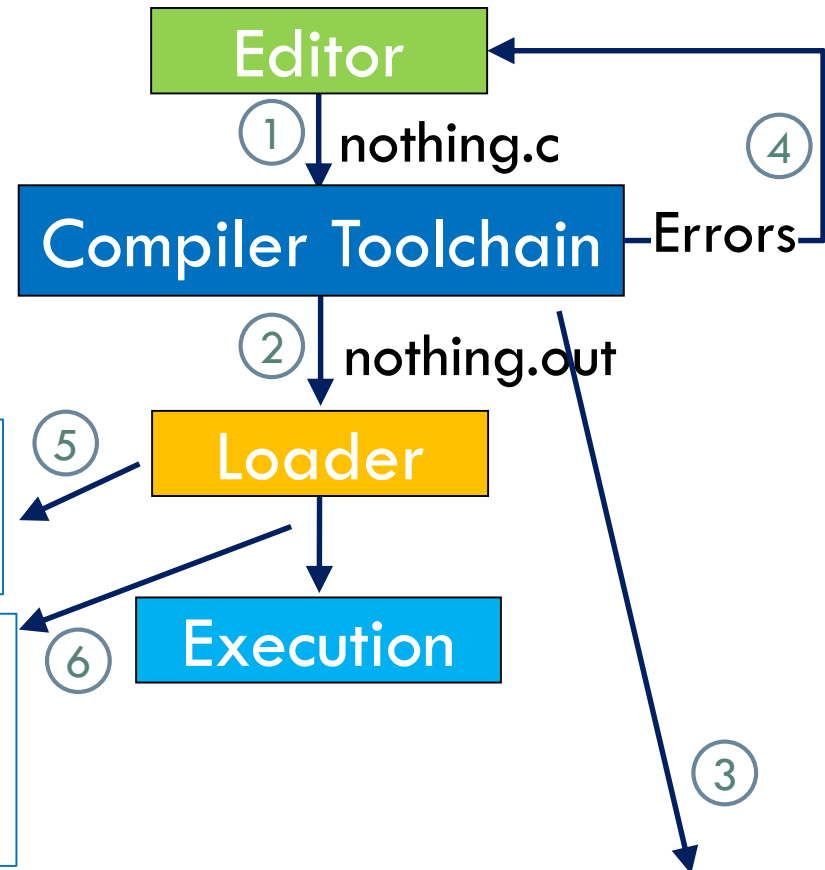 Editor
1
nothing.c
4
Compiler Toolchain
Errors
2
nothing.out
5
Loader
6
Execution
3